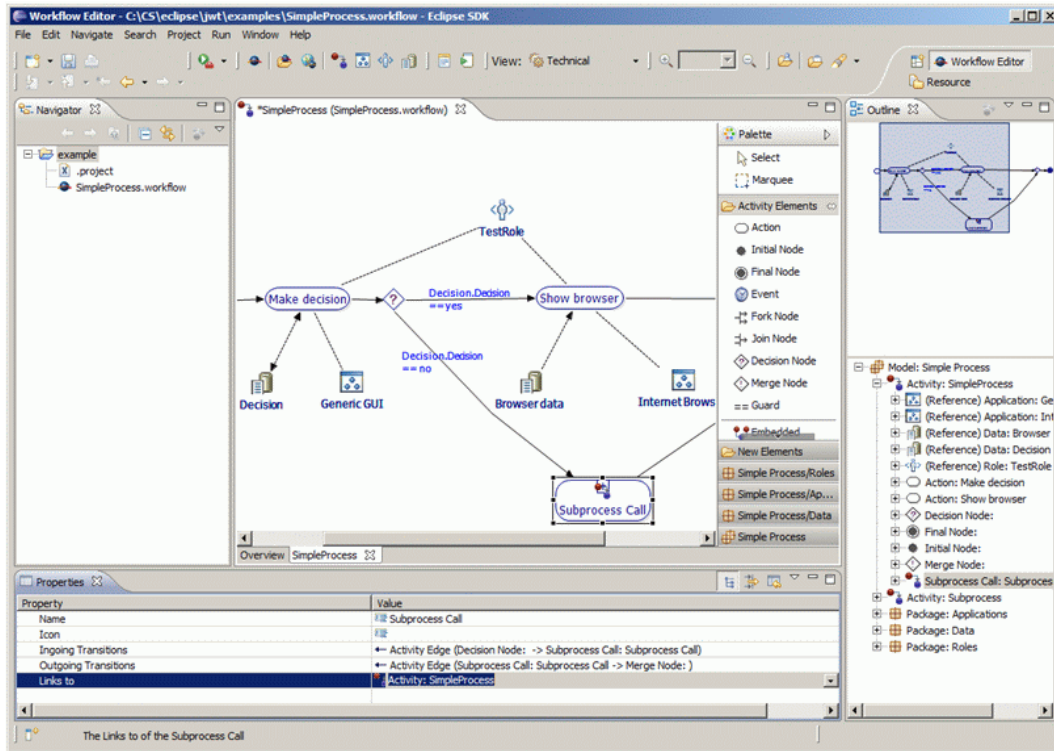 Workflow Editor - C:\CS\eclipse\jwt\examples\SimpleProcess.workflow - Eclipse SDK
File Edit Navigate Search Project Run Window Help
View: Technical
Workflow Editor
Resource
Navigator
example
.project
SimpleProcess.workflow
*SimpleProcess (SimpleProcess.workflow)
TestRole
Make decision
?
Decision.Decision
==yes
Show browser
Decision.Decision
== no
Decision
Generic GUI
Browser data
Internet Brows
Subprocess Call
Overview SimpleProcess
Palette
Select
Marquee
Activity Elements
Action
Initial Node
Final Node
Event
Fork Node
Join Node
Decision Node
Merge Node
== Guard
Embedded
New Elements
Simple Process/Roles
Simple Process/Ap...
Simple Process/Data
Simple Process
Outline
Model: Simple Process
Activity: SimpleProcess
(Reference) Application: Ge
(Reference) Application: Int
(Reference) Data: Browser
(Reference) Data: Decision
(Reference) Role: TestRole
Action: Make decision
Action: Show browser
Decision Node:
Final Node:
Initial Node:
Merge Node:
Subprocess Call: Subproces
Activity: Subprocess
Package: Applications
Package: Data
Package: Roles
Properties
Property Value
Name Subprocess Call
Icon
Ingoing Transitions Activity Edge (Decision Node: -> Subprocess Call: Subprocess Call)
Outgoing Transitions Activity Edge (Subprocess Call: Subprocess Call -> Merge Node: )
Links to Activity: SimpleProcess
The Links to of the Subprocess Call